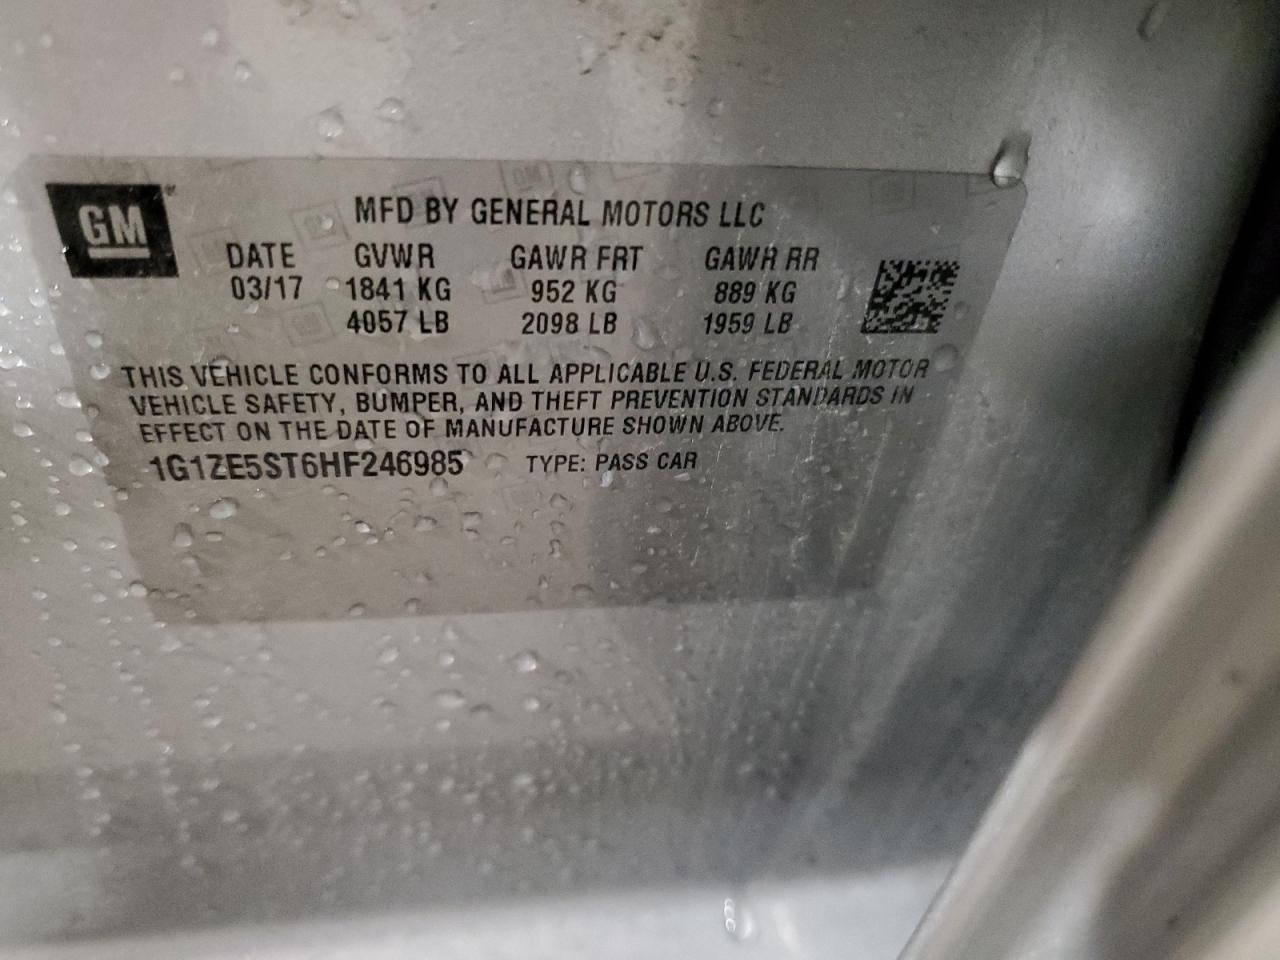 GM
MFD BY GENERAL MOTORS LLC
DATE GVWR GAWR FRT GAWR RR
03/17 1841 KG 952 KG 889 KG
4057 LB 2098 LB 1959 LB
THIS VEHICLE CONFORMS TO ALL APPLICABLE U.S. FEDERAL MOTOR
VEHICLE SAFETY, BUMPER, AND THEFT PREVENTION STANDARDS IN
EFFECT ON THE DATE OF MANUFACTURE SHOWN ABOVE.
1G1ZE5ST6HF246985 TYPE: PASS CAR